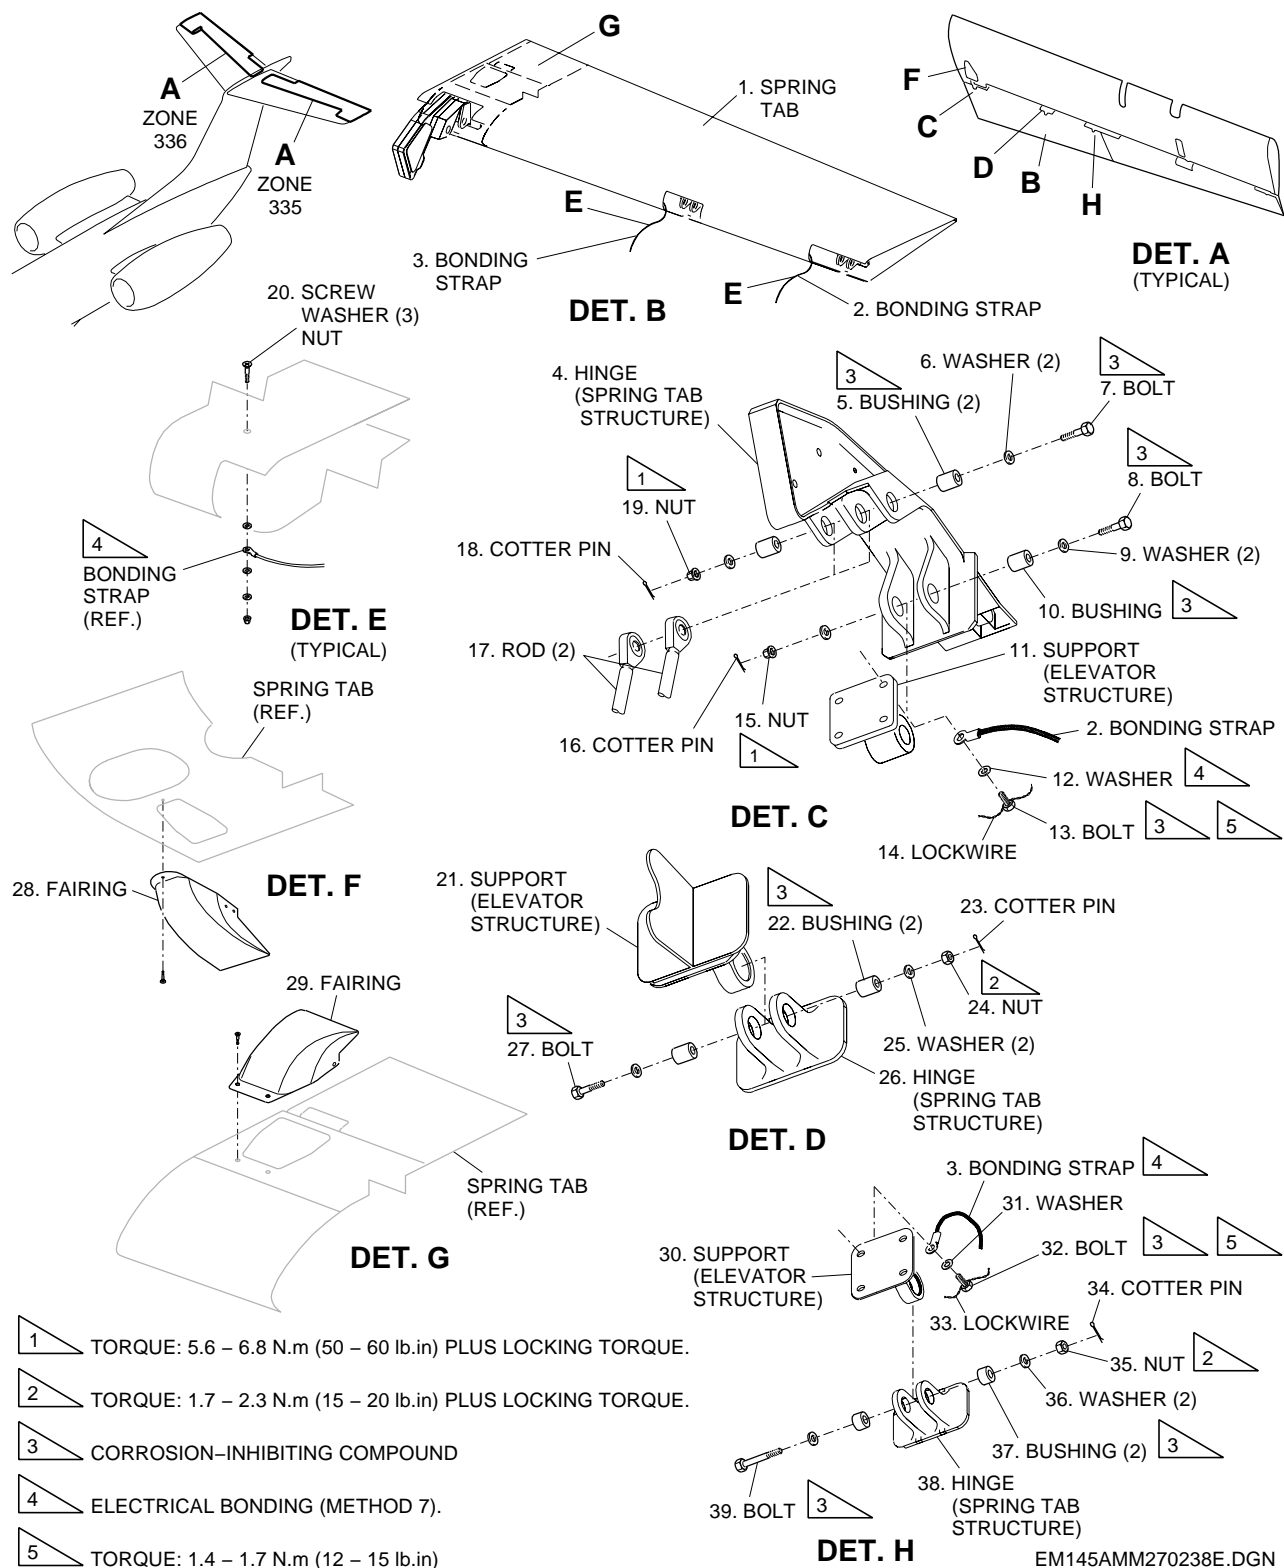 A
ZONE
336
A
ZONE
335
G
1. SPRING
TAB
E
3. BONDING
STRAP
E
2. BONDING STRAP
DET. B
F
C
D
B
H
DET. A
(TYPICAL)
20. SCREW
WASHER (3)
NUT
4
BONDING
STRAP
(REF.)
DET. E
(TYPICAL)
4. HINGE
(SPRING TAB
STRUCTURE)
3
5. BUSHING (2)
6. WASHER (2)
3
7. BOLT
3
8. BOLT
1
19. NUT
18. COTTER PIN
9. WASHER (2)
10. BUSHING 3
17. ROD (2)
11. SUPPORT
(ELEVATOR
STRUCTURE)
15. NUT
16. COTTER PIN
1
2. BONDING STRAP
12. WASHER 4
13. BOLT 3 5
14. LOCKWIRE
DET. C
SPRING TAB
(REF.)
28. FAIRING
DET. F
21. SUPPORT
(ELEVATOR
STRUCTURE)
3
22. BUSHING (2)
23. COTTER PIN
2
24. NUT
3
27. BOLT
25. WASHER (2)
26. HINGE
(SPRING TAB
STRUCTURE)
DET. D
29. FAIRING
SPRING TAB
(REF.)
DET. G
3. BONDING STRAP 4
31. WASHER
30. SUPPORT
(ELEVATOR
STRUCTURE)
32. BOLT 3 5
33. LOCKWIRE
34. COTTER PIN
35. NUT 2
36. WASHER (2)
37. BUSHING (2) 3
38. HINGE
(SPRING TAB
STRUCTURE)
39. BOLT 3
DET. H
1 TORQUE: 5.6 – 6.8 N.m (50 – 60 lb.in) PLUS LOCKING TORQUE.
2 TORQUE: 1.7 – 2.3 N.m (15 – 20 lb.in) PLUS LOCKING TORQUE.
3 CORROSION–INHIBITING COMPOUND
4 ELECTRICAL BONDING (METHOD 7).
5 TORQUE: 1.4 – 1.7 N.m (12 – 15 lb.in)
EM145AMM270238E.DGN